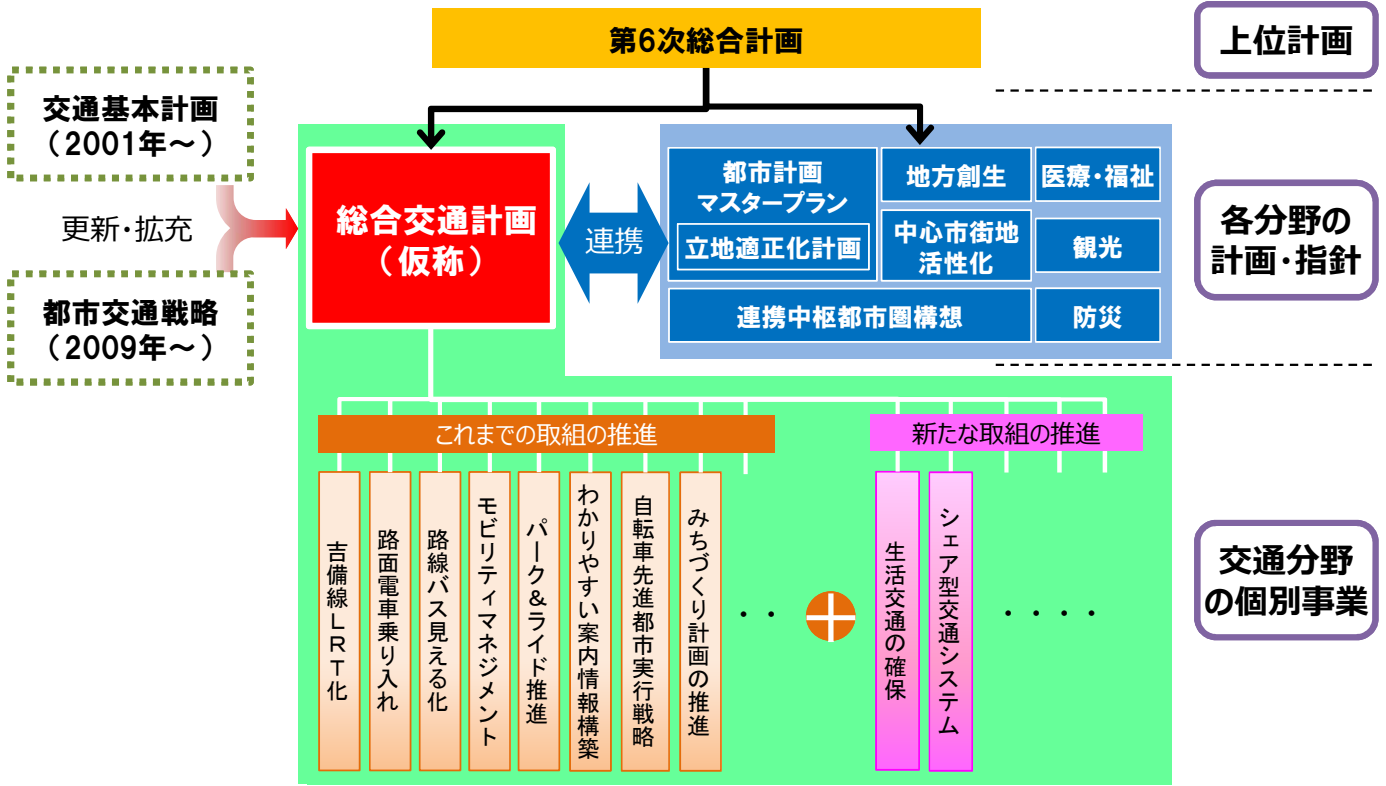 第6次総合計画
上位計画
交通基本計画
（2001年～）
更新・拡充
都市交通戦略
（2009年～）
総合交通計画
（仮称）
連携
都市計画
マスタープラン
立地適正化計画
地方創生
医療・福祉
中心市街地
活性化
観光
連携中枢都市圏構想
防災
各分野の
計画・指針
これまでの取組の推進
新たな取組の推進
吉備線ＬＲＴ化
路面電車乗り入れ
路線バス見える化
モビリティマネジメント
パーク＆ライド推進
わかりやすい案内情報構築
自転車先進都市実行戦略
みちづくり計画の推進
・・
生活交通の確保
シェア型交通システム
・・・・
交通分野
の個別事業